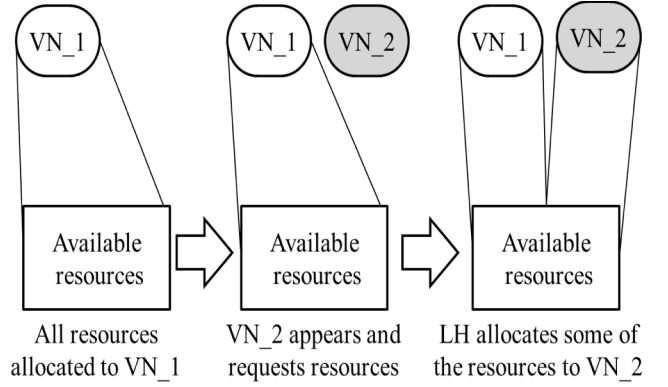 VN_1
VN_1
VN_2
VN_1
VN_2
Available
resources
Available
resources
Available
resources
All resources
allocated to VN_1
VN_2 appears and
requests resources
LH allocates some of
the resources to VN_2